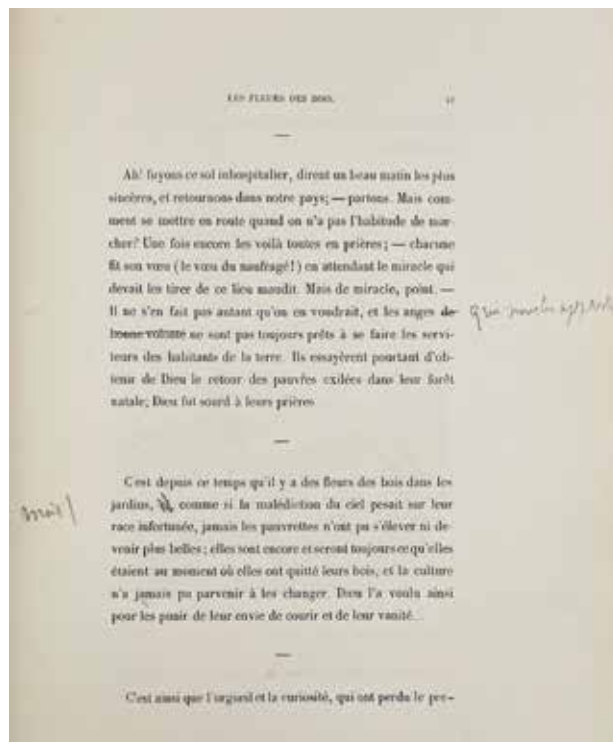 LES FLEURS DES BOIS.
Ah! fuyons ce sol inhospitalier, dirent un beau matin les plus
sincères, et retournons dans notre pays; — partons. Mais com-
ment se mettre en route quand on n'a pas l'habitude de mar-
cher? Une fois encore les voilà toutes en prières; — chacune
fit son vœu (le vœu du naufragé!) en attendant le miracle qui
devait les tirer de ce lieu maudit. Mais de miracle, point. —
Il ne s'en fait pas autant qu'on en voudrait, et les anges de
bonne volonté ne sont pas toujours prêts à se faire les servi-
teurs des habitants de la terre. Ils essayèrent pourtant d'ob-
tenir de Dieu le retour des pauvres exilées dans leur forêt
natale; Dieu fut sourd à leurs prières
C'est depuis ce temps qu'il y a des fleurs des bois dans les
mais/
jardins, comme si la malédiction du ciel pesait sur leur
race infortunée, jamais les pauvrettes n'ont pu s'élever ni de-
venir plus belles; elles sont encore et seront toujours ce qu'elles
étaient au moment où elles ont quitté leurs bois, et la culture
n'a jamais pu parvenir à les changer. Dieu l'a voulu ainsi
pour les punir de leur envie de courir et de leur vanité...
C'est ainsi que l'orgueil et la curiosité, qui ont perdu le pre-